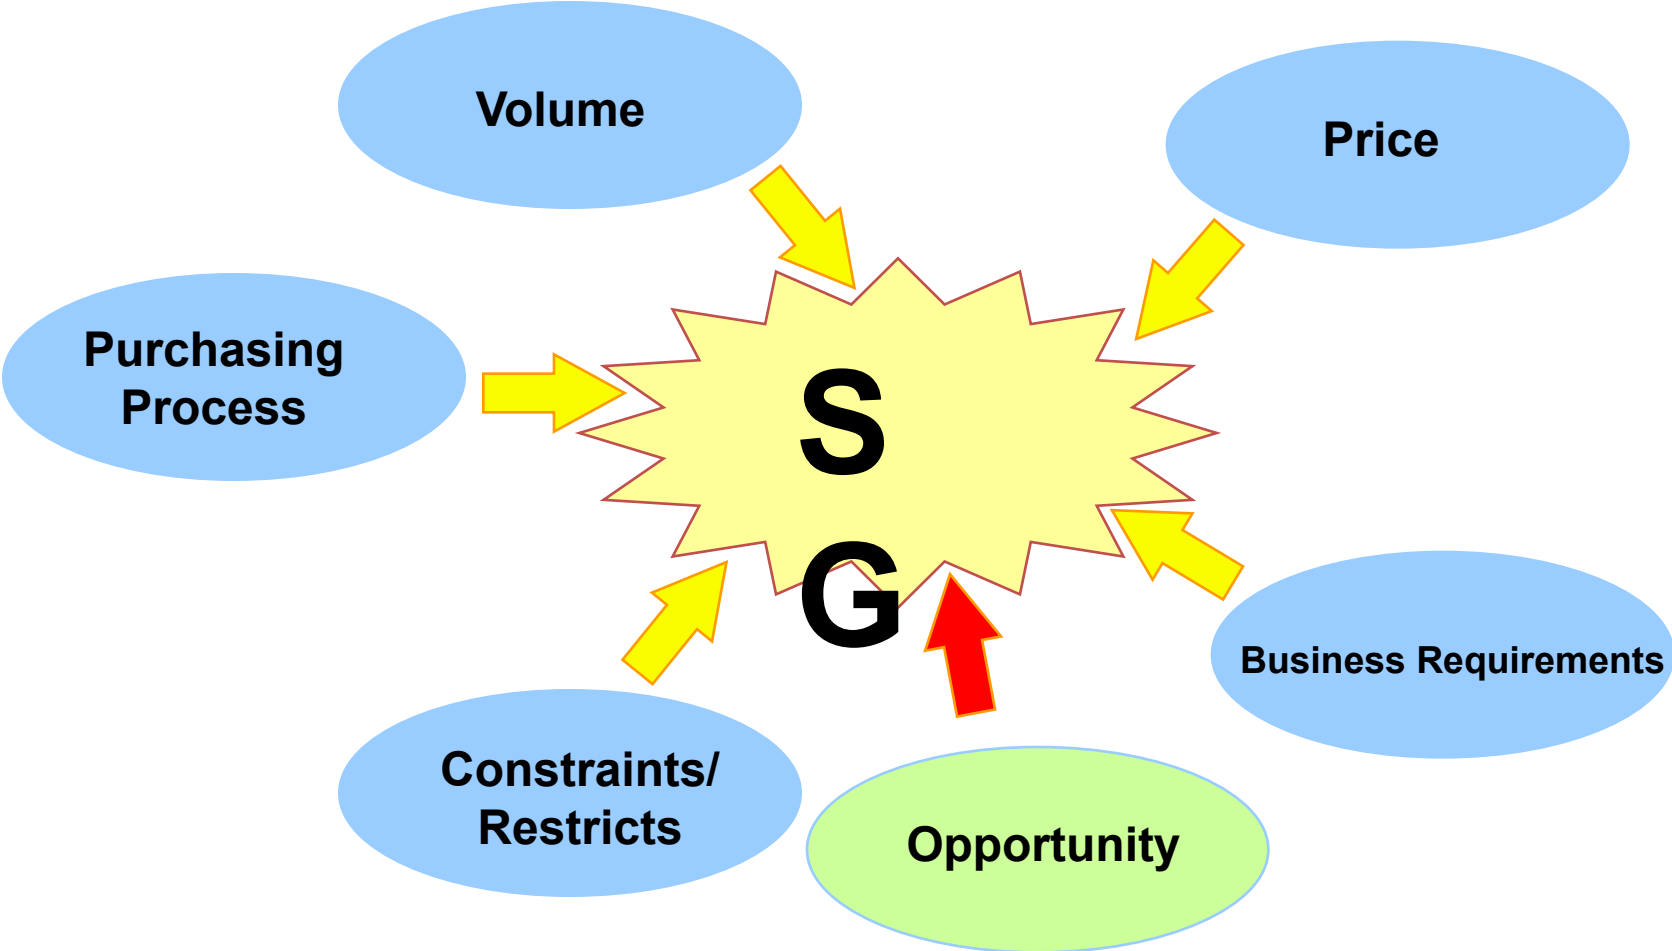 Volume
Price
Purchasing
Process
S
G
Business Requirements
Constraints/
Restricts
Opportunity